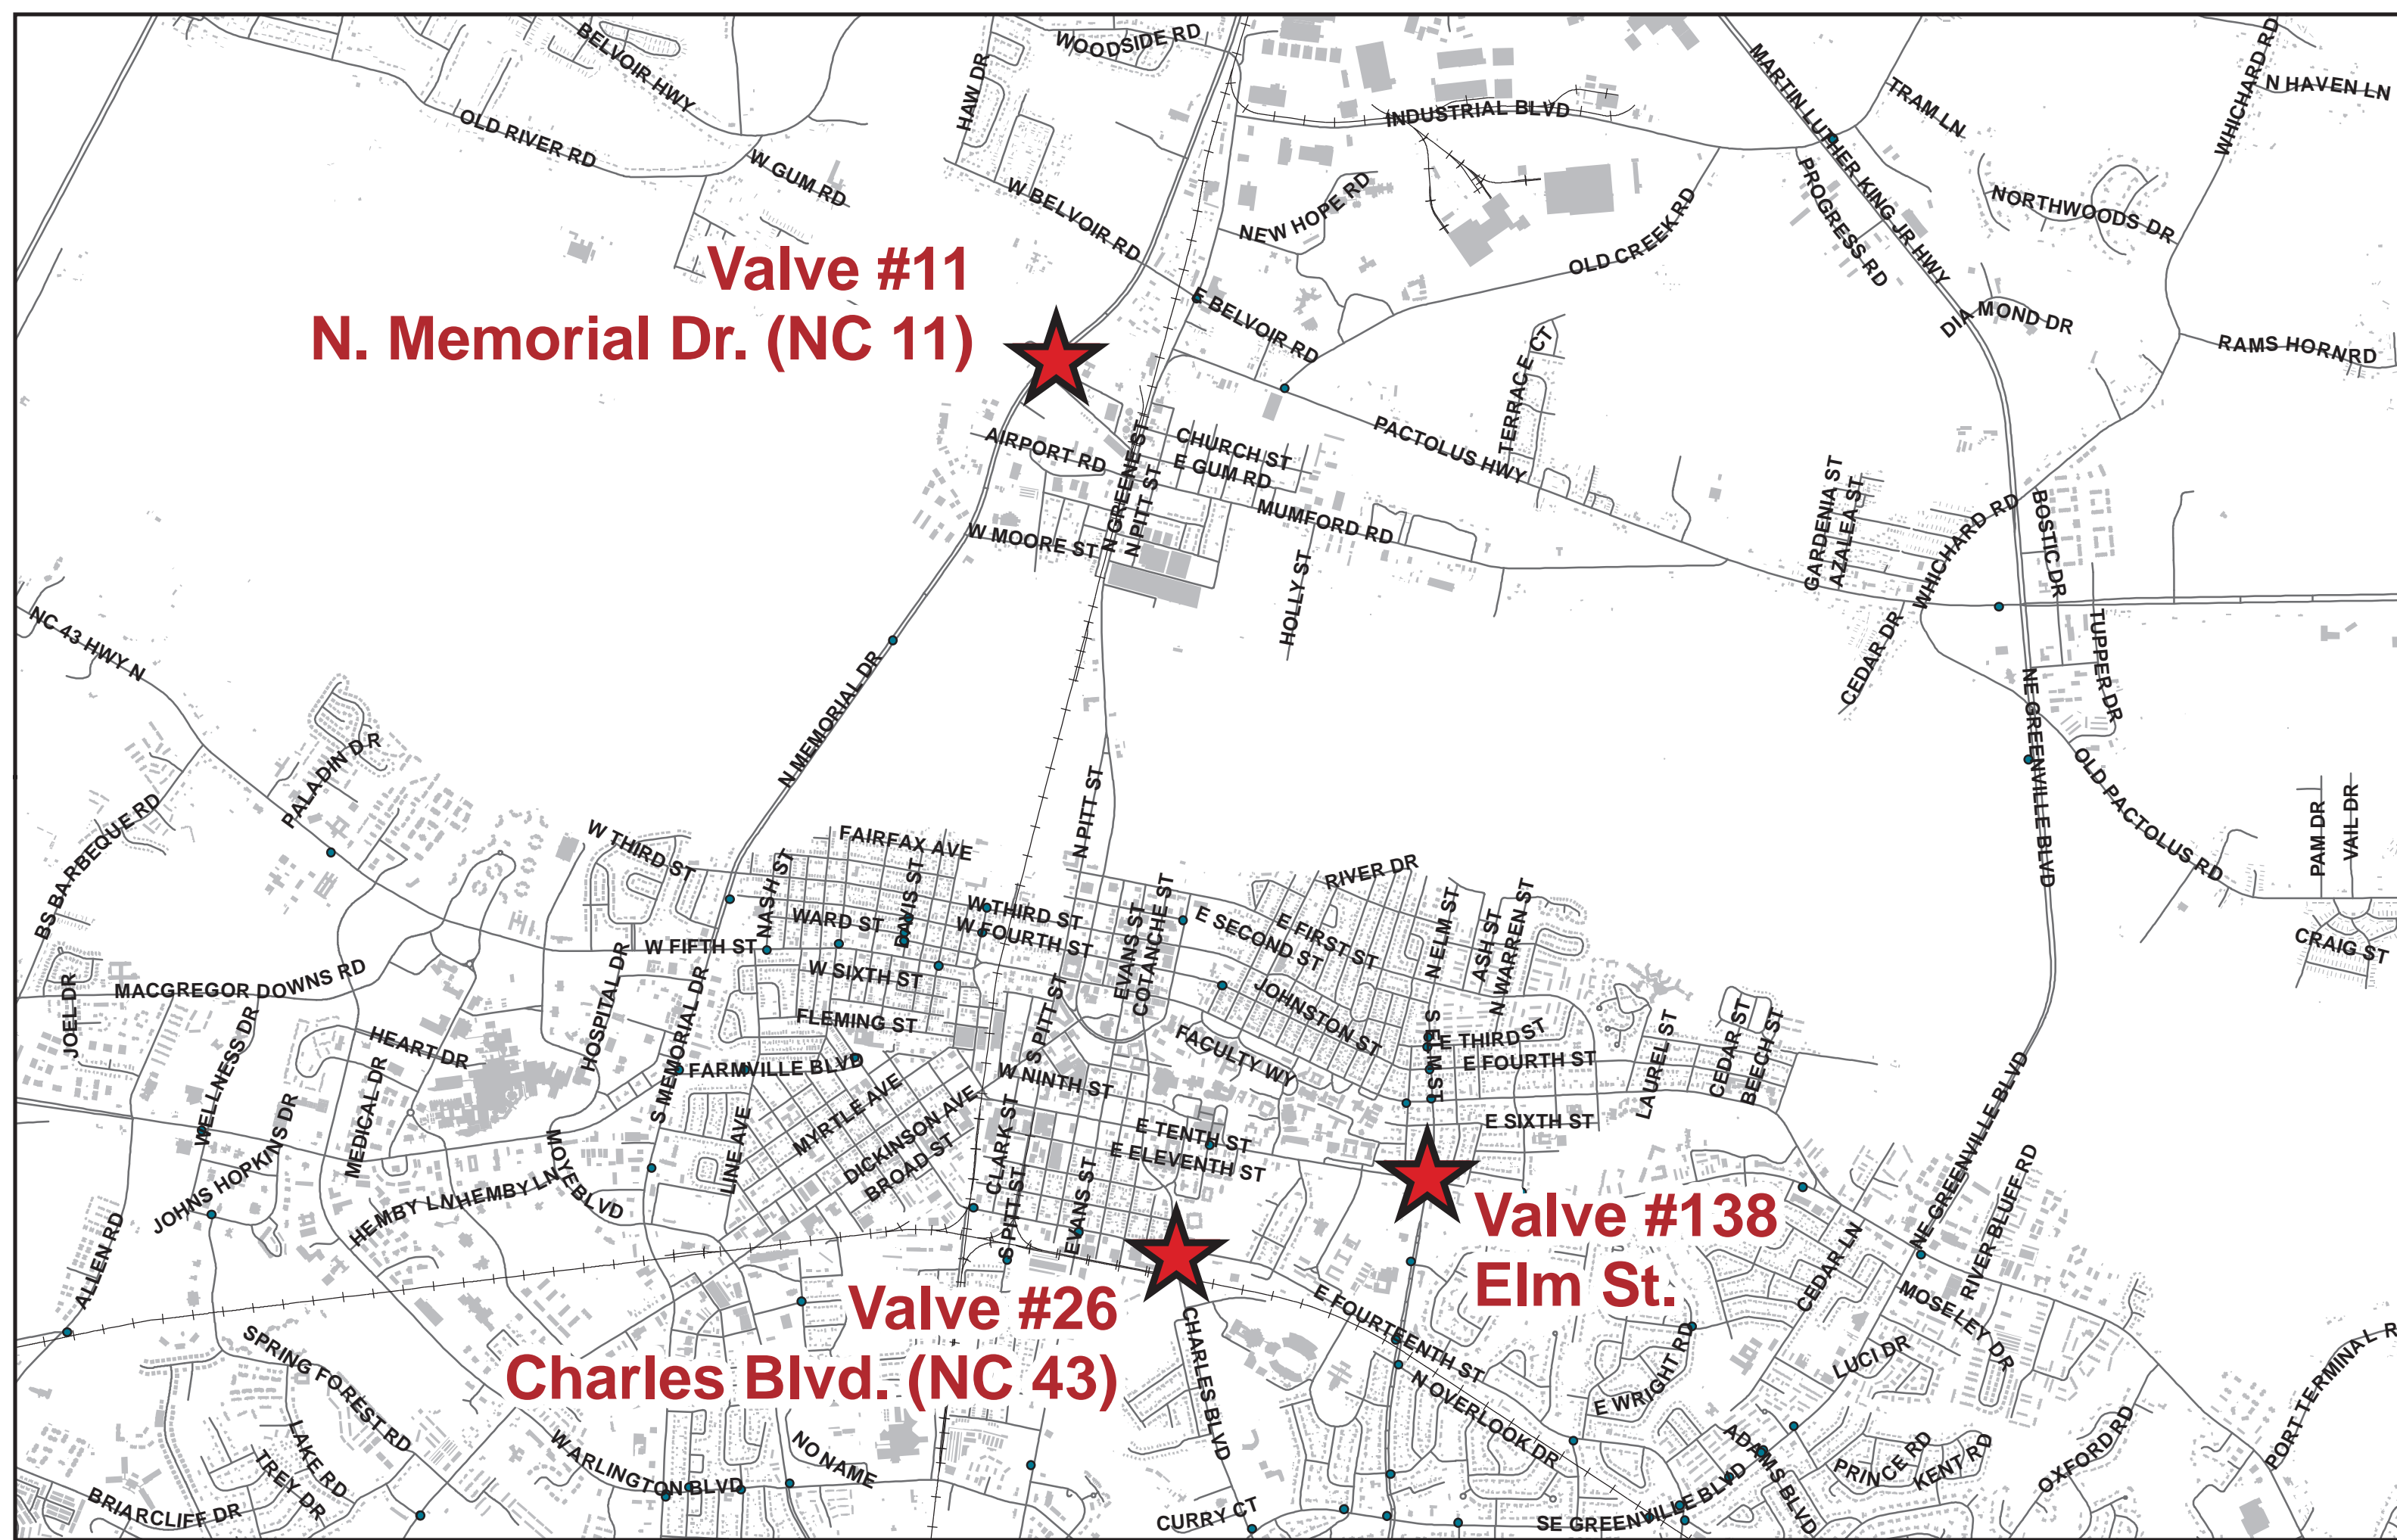 BELVOIR HWY
WOODSIDE RD
HAW DR
OLD RIVER RD
W GUM RD
W BELVOIR RD
INDUSTRIAL BLVD
MARTIN LUTHER KING JR HWY
TRAM LN
WHICHARD RD
N HAVEN LN
PROGRESS RD
NORTHWOODS DR
NEW HOPE RD
OLD CREEK RD
Valve #11
N. Memorial Dr. (NC 11)
E BELVOIR RD
DIAMOND DR
RAMS HORN RD
TERRACE CT
AIRPORT RD
N GREENE ST
N PITT ST
CHURCH ST
E GUM RD
PACTOLUS HWY
MUMFORD RD
W MOORE ST
HOLLY ST
GARDENIA ST
AZALEA ST
WHICHARD RD
BOSTIC DR
CEDAR DR
TUPPER DR
NC 43 HWY N
N MEMORIAL DR
NE GREENVILLE BLVD
PALADIN DR
BS BARBEQUE RD
OLD PACTOLUS RD
PAM DR
VAIL DR
CRAIG ST
N PITT ST
W THIRD ST
FAIRFAX AVE
NASH ST
WARD ST
DAVIS ST
W THIRD ST
W FOURTH ST
W FIFTH ST
W SIXTH ST
FLEMING ST
EVANS ST
COTANCHE ST
E SECOND ST
E FIRST ST
RIVER DR
JOHNSTON ST
N ELM ST
ASH ST
N WARREN ST
S ELM ST
E THIRD ST
E FOURTH ST
E SIXTH ST
LAUREL ST
CEDAR ST
BEECH ST
NE GREENVILLE BLVD
MACGREGOR DOWNS RD
JOEL DR
WELLNESS DR
HEART DR
MEDICAL DR
HOSPITAL DR
S MEMORIAL DR
FARMVILLE BLVD
S PITT ST
W NINTH ST
FACULTY WY
MYRTLE AVE
DICKINSON AVE
BROAD ST
LINE AVE
CLARK ST
S PITT ST
EVANS ST
E TENTH ST
E ELEVENTH ST
JOHNS HOPKINS DR
HEMBY LN
HEMBY LN
MOYE BLVD
ALLEN RD
Valve #138
Elm St.
Valve #26
Charles Blvd. (NC 43)
CEDAR LN
NE GREENVILLE BLVD
RIVER BLUFF RD
MOSELEY DR
LUCI DR
E FOURTEENTH ST
N OVERLOOK DR
E WRIGHT RD
CHARLES BLVD
SPRING FOREST RD
LAKE RD
TREY DR
BRIARCLIFF DR
W ARLINGTON BLVD
NO NAME
CURRY CT
SE GREENVILLE BLVD
ADAMS BLVD
PRINCE RD
KENT RD
OXFORD RD
PORT TERMINAL R